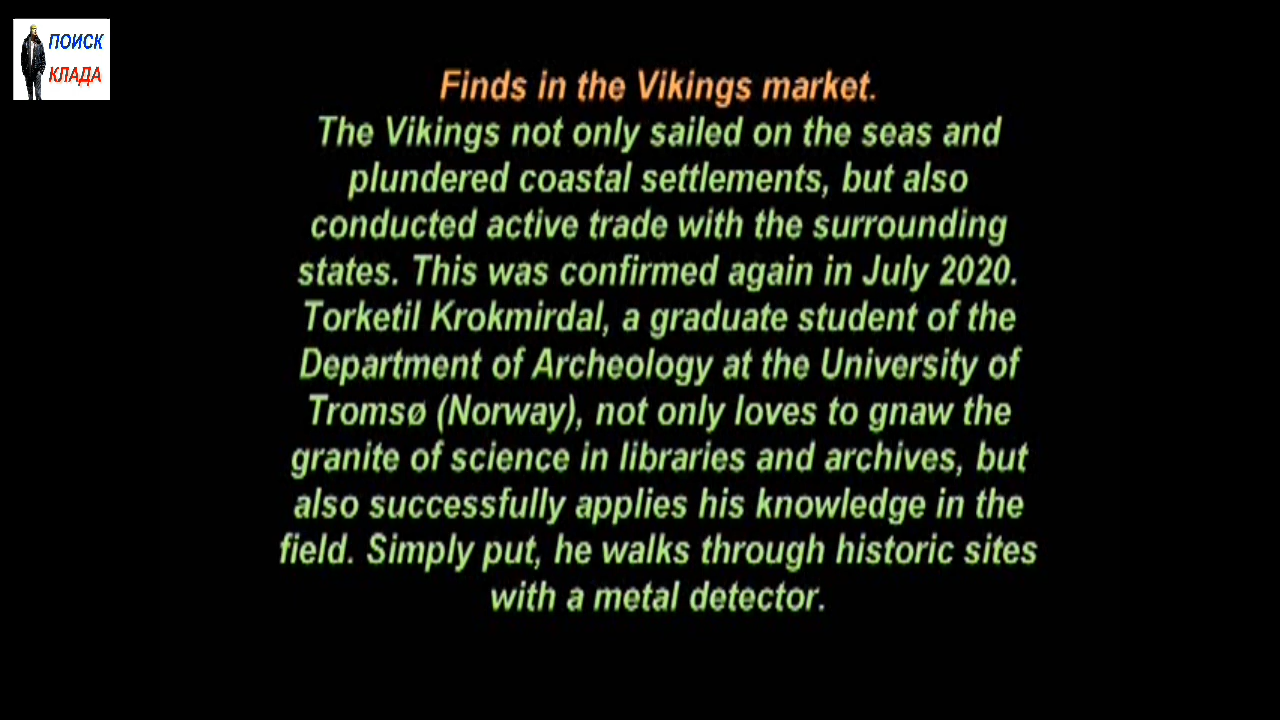 ПОИСК
КЛАДА
Finds in the Vikings market.
The Vikings not only sailed on the seas and
plundered coastal settlements, but also
conducted active trade with the surrounding
states. This was confirmed again in July 2020.
Torketil Krokmirdal, a graduate student of the
Department of Archeology at the University of
Tromsø (Norway), not only loves to gnaw the
granite of science in libraries and archives, but
also successfully applies his knowledge in the
field. Simply put, he walks through historic sites
with a metal detector.